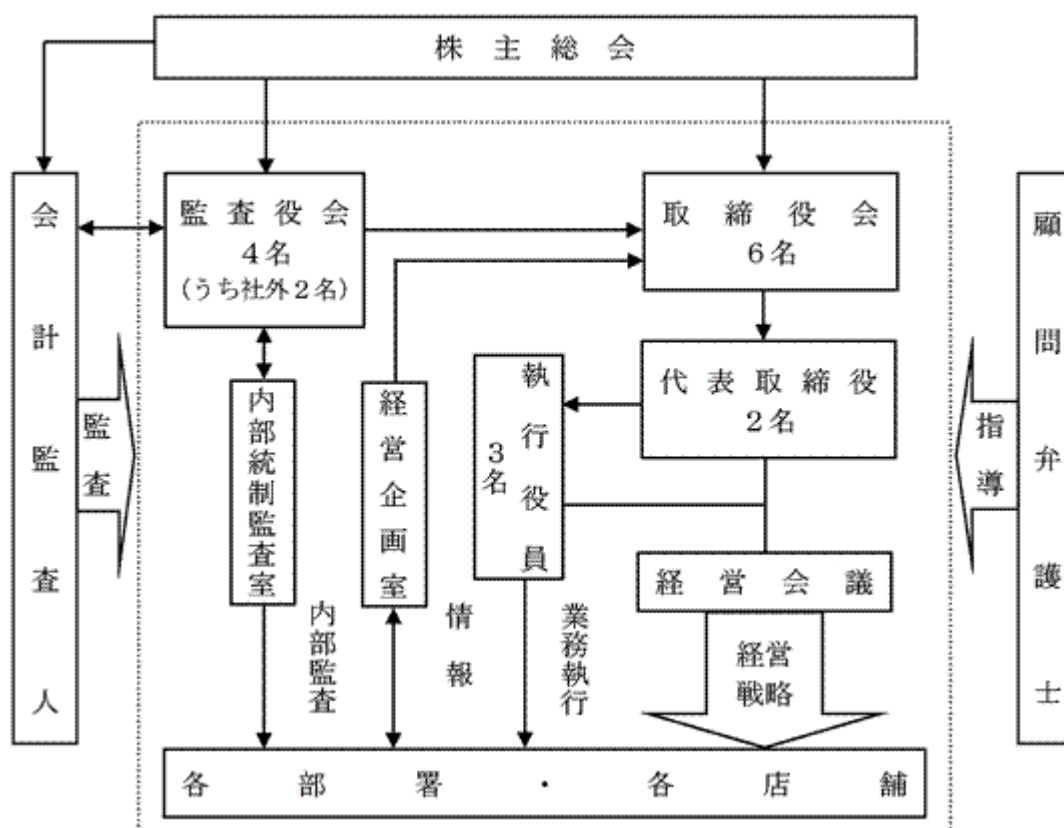 株主総会
会計監査人
監査
監査役会
4名
(うち社外2名)
取締役会
6名
顧問弁護士
指導
代表取締役
2名
執行役員
3名
内部統制監査室
経営企画室
経営会議
内部監査
情報
業務執行
経営
戦略
各部署・各店舗